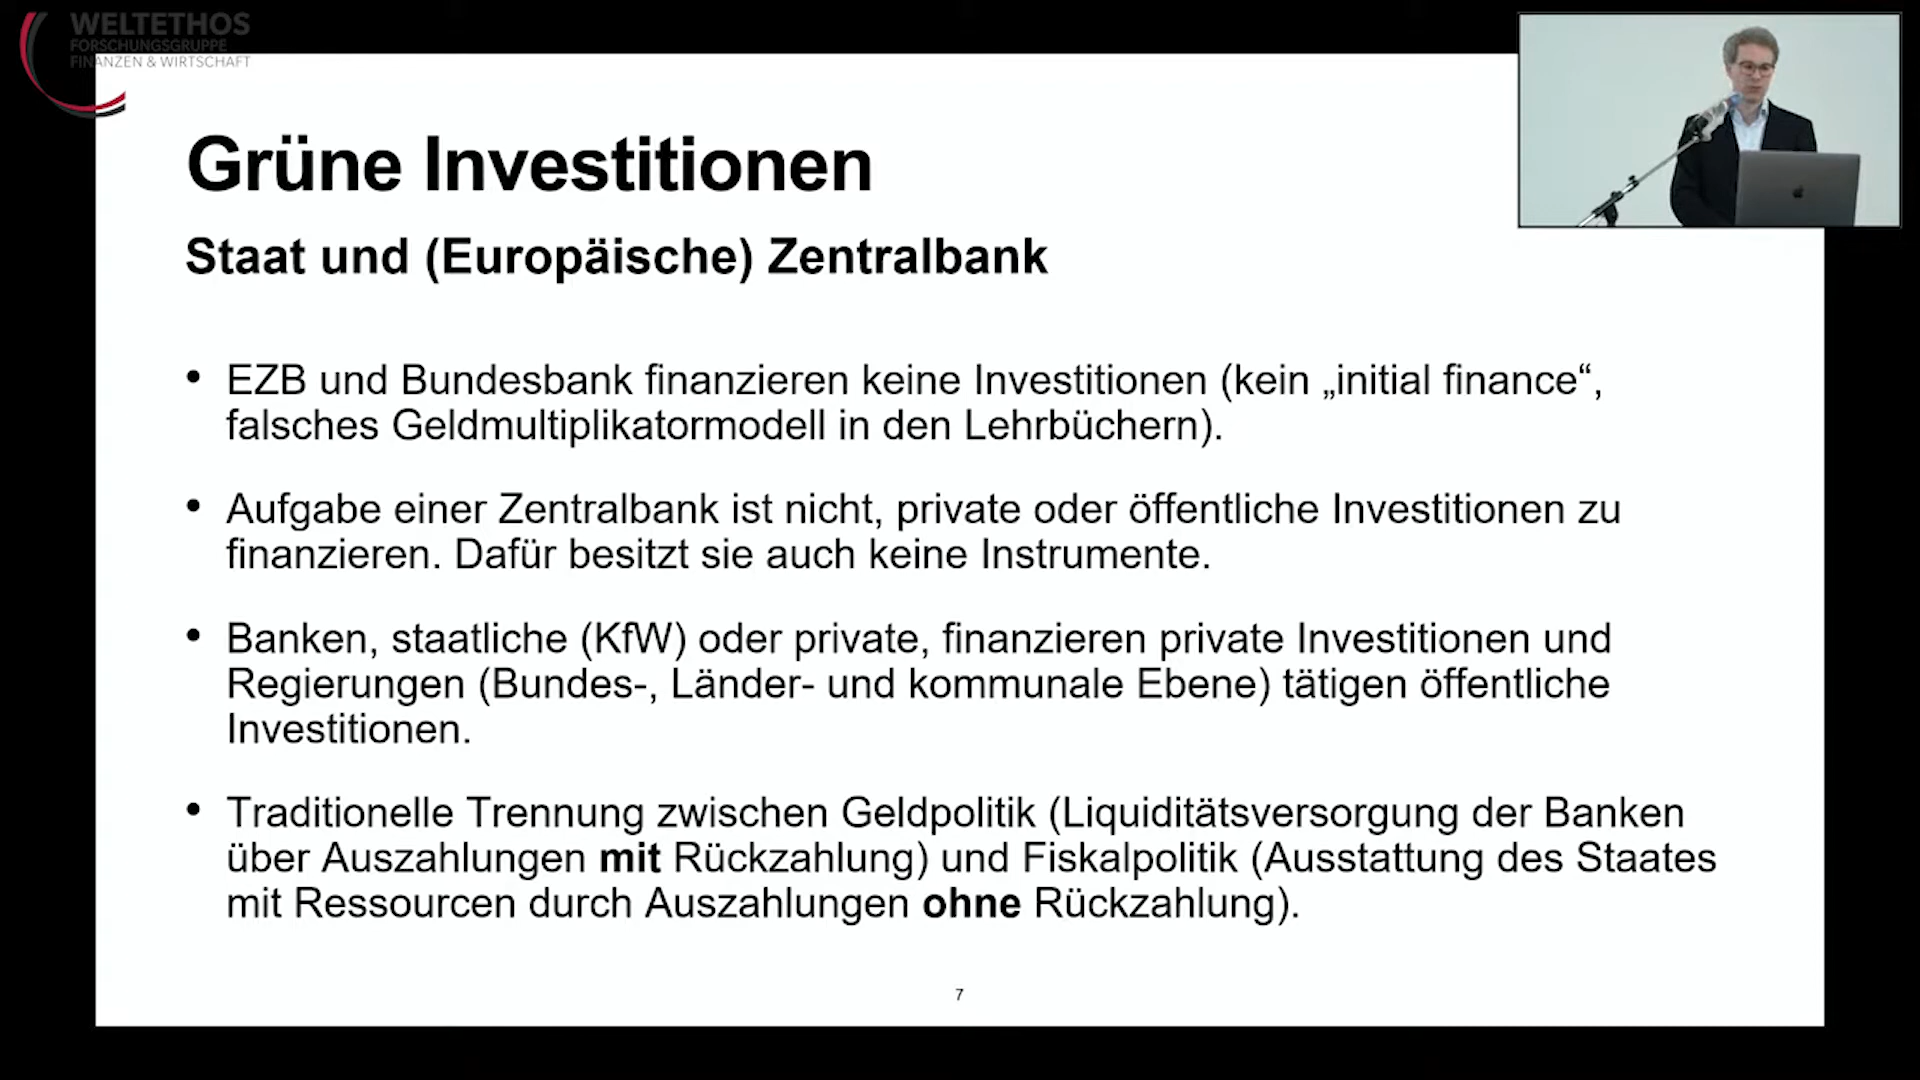 WELTETHOS
FORSCHUNGSGRUPPE
FINANZEN & WIRTSCHAFT
Grüne Investitionen
Staat und (Europäische) Zentralbank
• EZB und Bundesbank finanzieren keine Investitionen (kein „initial finance“,
falsches Geldmultiplikatormodell in den Lehrbüchern).
• Aufgabe einer Zentralbank ist nicht, private oder öffentliche Investitionen zu
finanzieren. Dafür besitzt sie auch keine Instrumente.
• Banken, staatliche (KfW) oder private, finanzieren private Investitionen und
Regierungen (Bundes-, Länder- und kommunale Ebene) tätigen öffentliche
Investitionen.
• Traditionelle Trennung zwischen Geldpolitik (Liquiditätsversorgung der Banken
über Auszahlungen mit Rückzahlung) und Fiskalpolitik (Ausstattung des Staates
mit Ressourcen durch Auszahlungen ohne Rückzahlung).
7